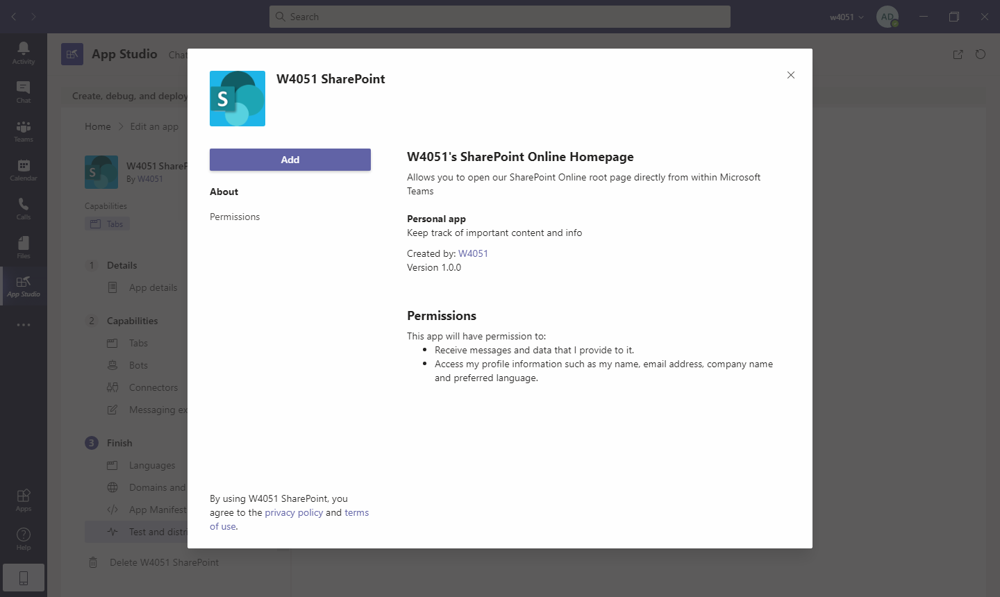 Search
w4051
AD
Activity
Chat
Teams
Calendar
Calls
Files
App Studio
Apps
Help
App Studio
Create, debug, and deploy
Home
Edit an app
By W4051
Capabilities
Tabs
1 Details
App details
2 Capabilities
Tabs
Bots
Connectors
Messaging
3 Finish
Languages
Domains and
App Manifest
Test and
Delete W4051 SharePoint
S
W4051 SharePoint
Add
About
Permissions
By using W4051 SharePoint, you
agree to the privacy policy and terms
of use.
W4051's SharePoint Online Homepage
Allows you to open our SharePoint Online root page directly from within Microsoft
Teams
Personal app
Keep track of important content and info
Created by: W4051
Version 1.0.0
Permissions
This app will have permission to:
• Receive messages and data that I provide to it.
• Access my profile information such as my name, email address, company name
and preferred language.